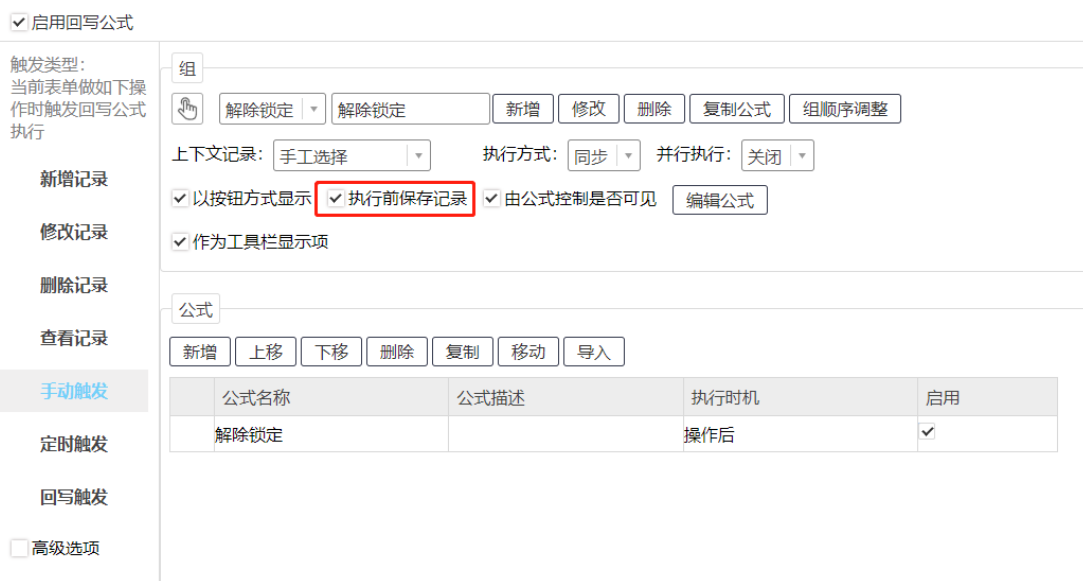 启用回写公式
触发类型：
当前表单做如下操
作时触发回写公式
执行
新增记录
修改记录
删除记录
查看记录
手动触发
定时触发
回写触发
高级选项
组
解除锁定 解除锁定 新增 修改 删除 复制公式 组顺序调整
上下文记录： 手工选择 执行方式： 同步 并行执行： 关闭
以按钮方式显示 执行前保存记录 由公式控制是否可见 编辑公式
作为工具栏显示项
公式
新增 上移 下移 删除 复制 移动 导入
公式名称 公式描述 执行时机 启用
解除锁定 操作后